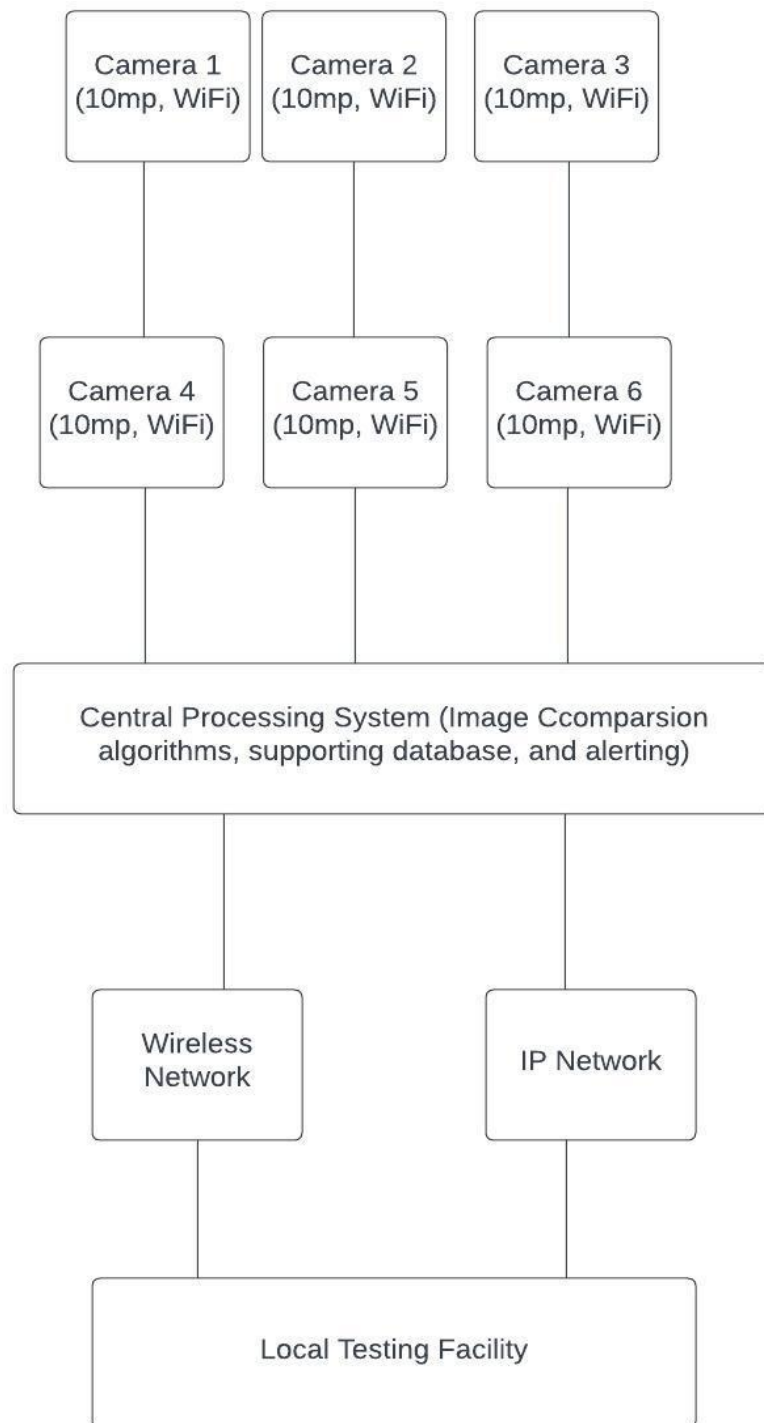 Camera 1
(10mp, WiFi)
Camera 2
(10mp, WiFi)
Camera 3
(10mp, WiFi)
Camera 4
(10mp, WiFi)
Camera 5
(10mp, WiFi)
Camera 6
(10mp, WiFi)
Central Processing System (Image Ccomparsion
algorithms, supporting database, and alerting)
Wireless
Network
IP Network
Local Testing Facility